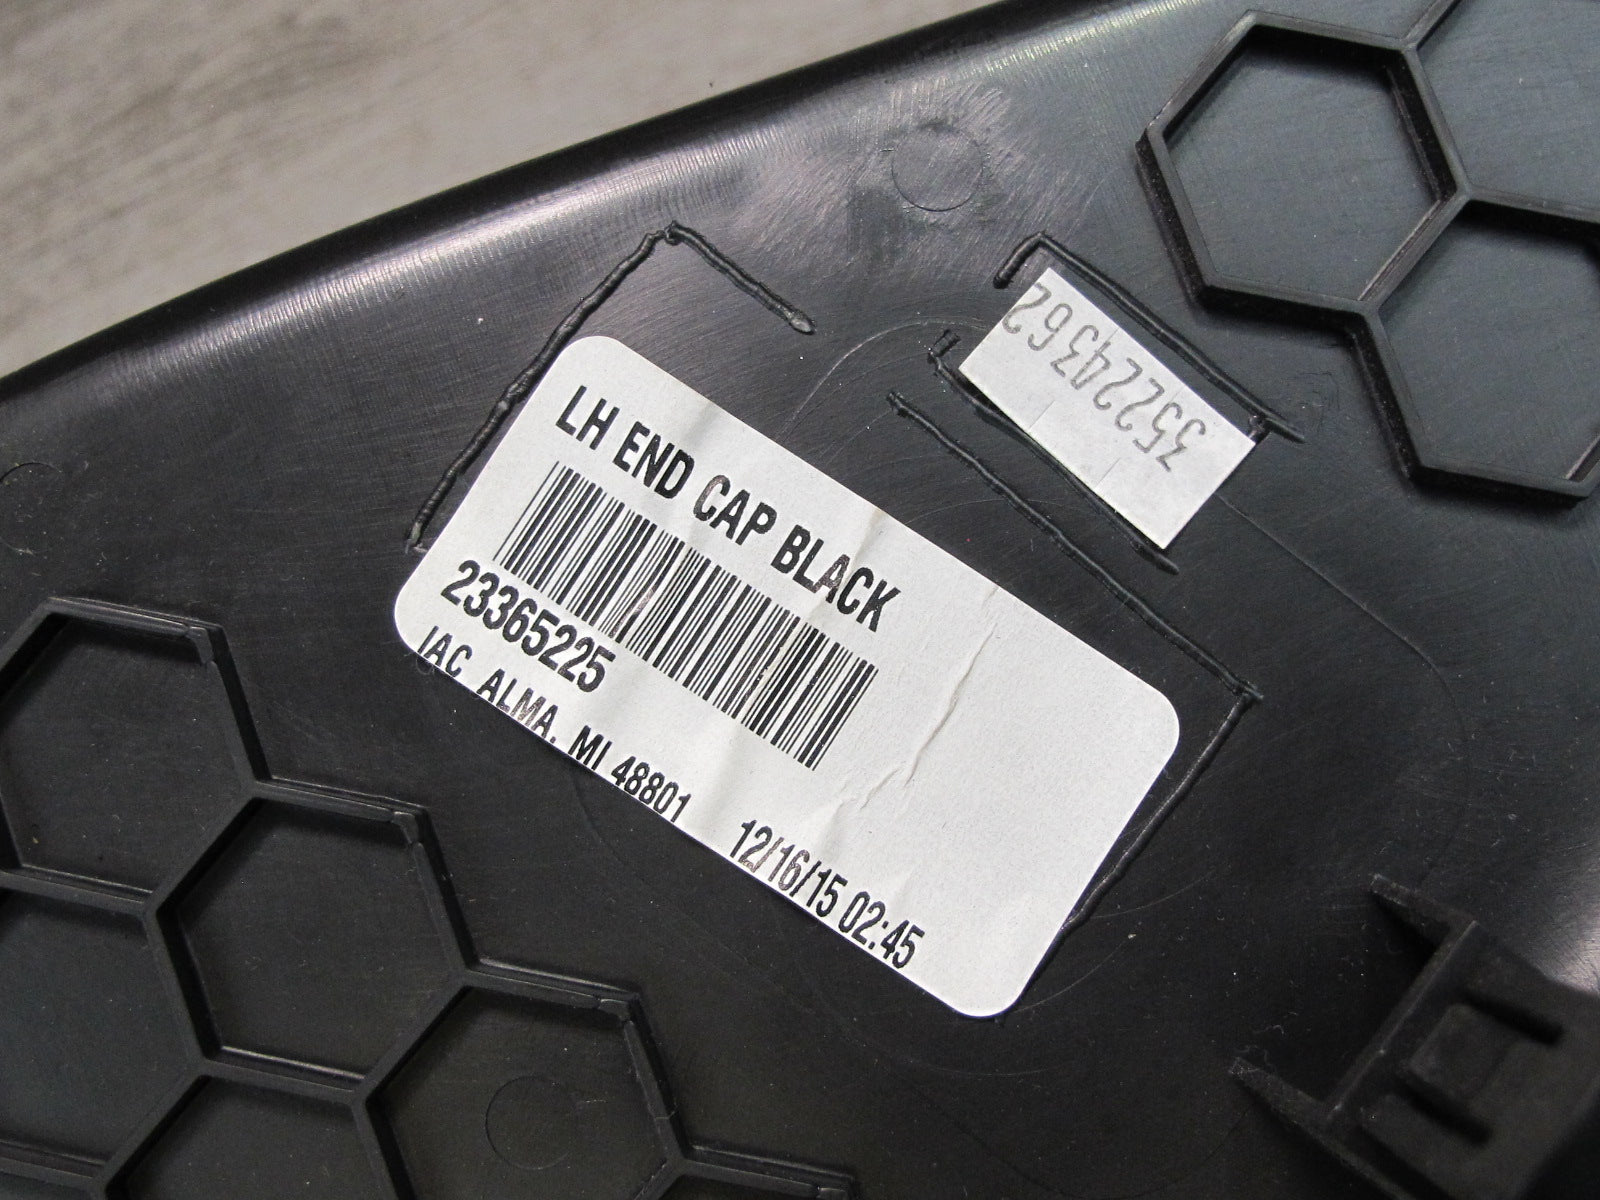 LH END CAP BLACK
23365225
IAC ALMA, MI 48801 12/16/15 02:45
35224362